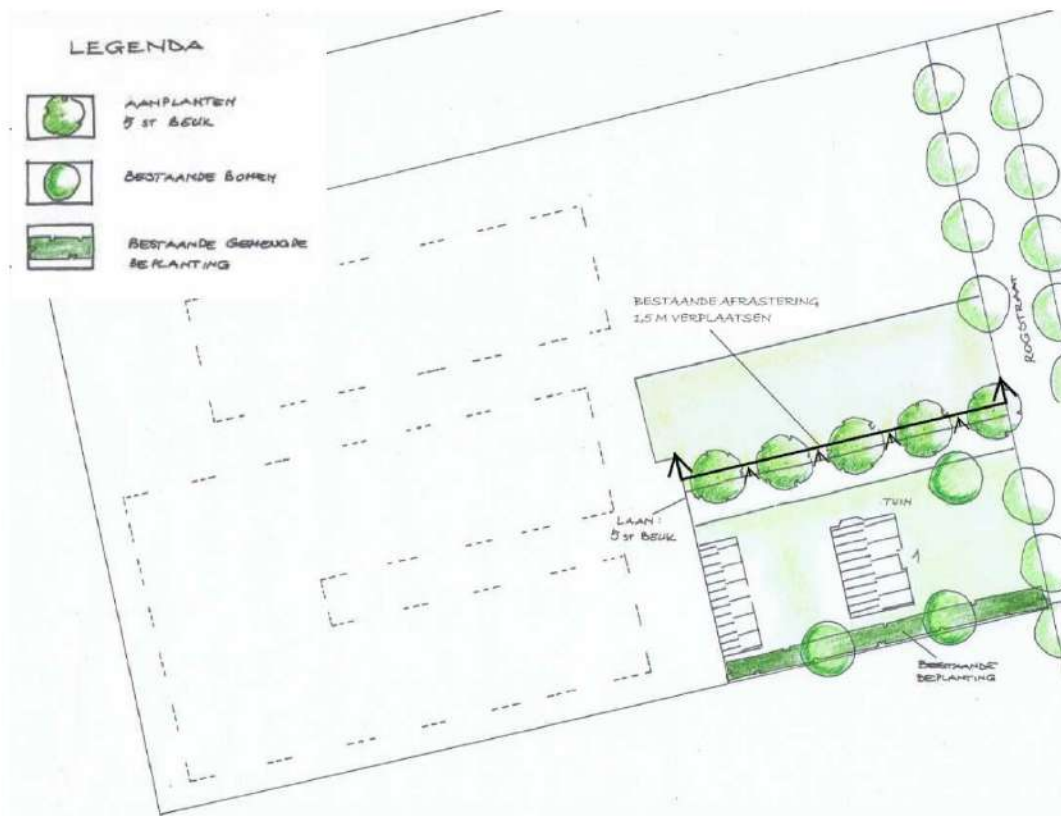 LEGENDA
AANPLANTEN
5 ST BEUK
BESTAANDE BOMEN
BESTAANDE GEMENGDE
BEPLANTING
BESTAANDE AFRASTERING
1,5 M VERPLAATSEN
ROGSTRAAT
LAAN:
5 ST BEUK
TUIN
1
BESTAANDE
BEPLANTING